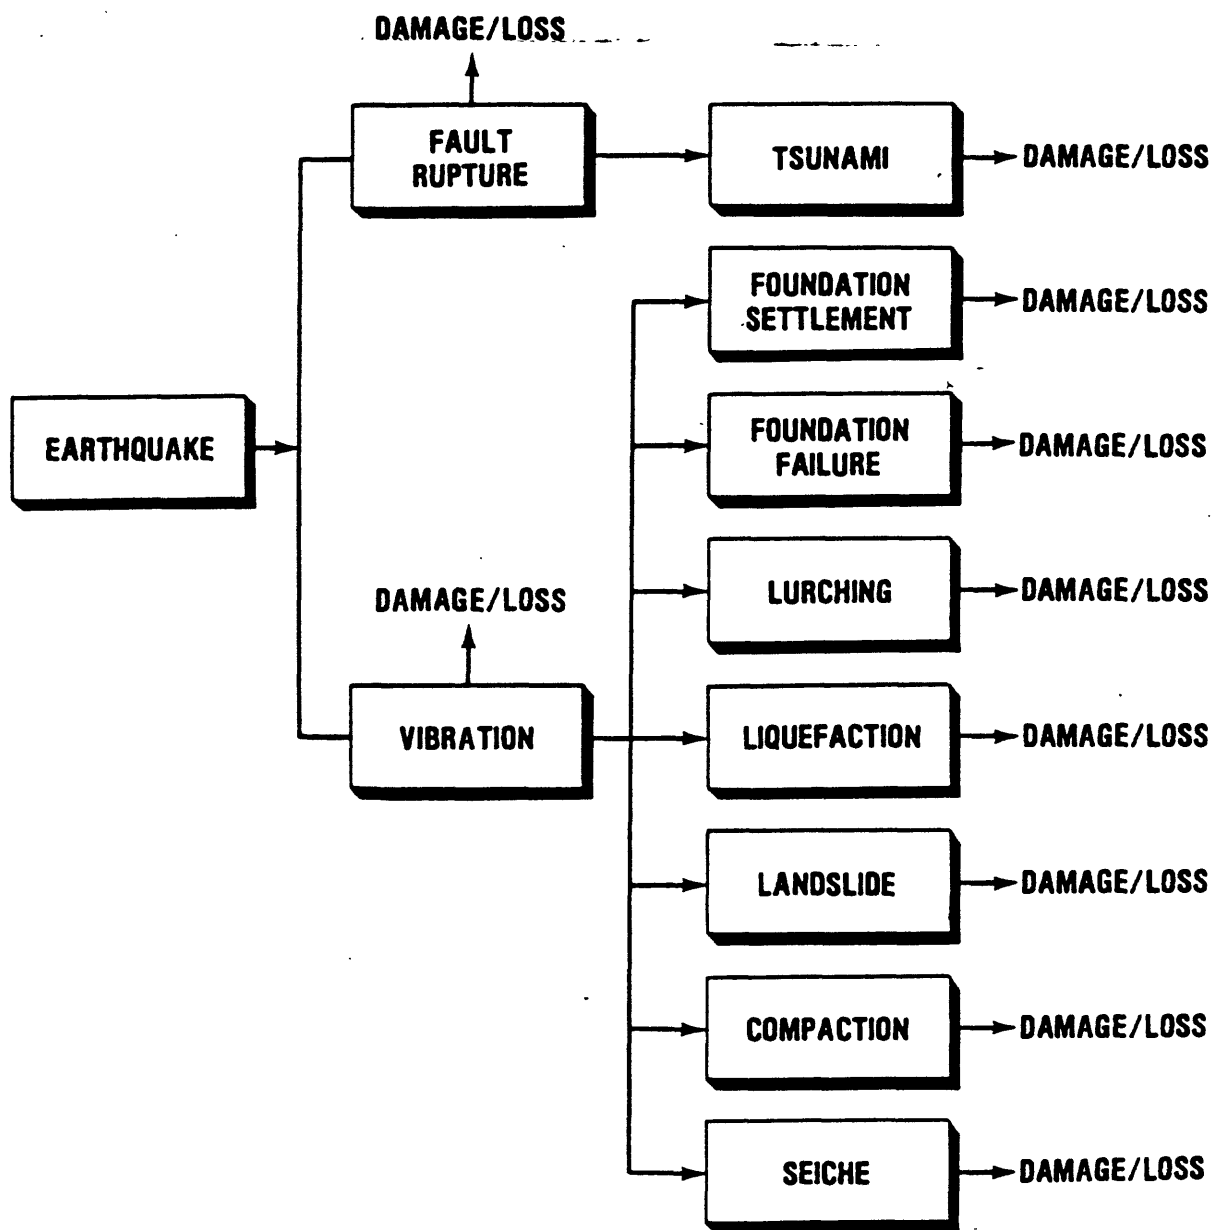 DAMAGE/LOSS
FAULT
RUPTURE
TSUNAMI
DAMAGE/LOSS
FOUNDATION
SETTLEMENT
DAMAGE/LOSS
EARTHQUAKE
FOUNDATION
FAILURE
DAMAGE/LOSS
DAMAGE/LOSS
LURCHING
DAMAGE/LOSS
VIBRATION
LIQUEFACTION
DAMAGE/LOSS
LANDSLIDE
DAMAGE/LOSS
COMPACTION
DAMAGE/LOSS
SEICHE
DAMAGE/LOSS